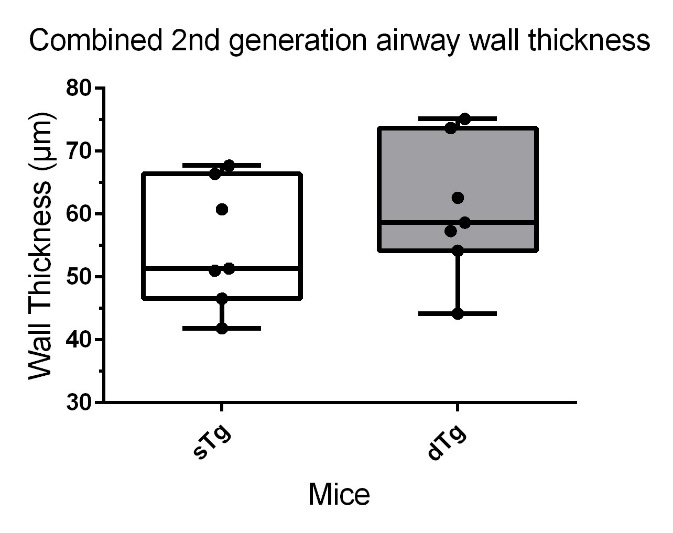 Combined 2nd generation airway wall thickness
Wall Thickness (µm)
80
70
60
50
40
30
sTg
dTg
Mice